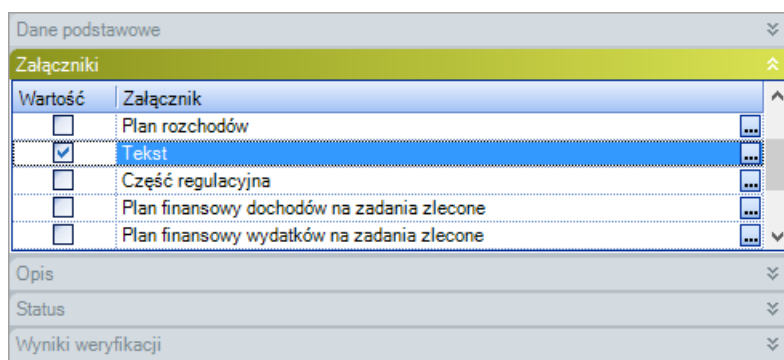 Dane podstawowe
Załączniki
Wartość Załącznik
Plan rozchodów ...
Tekst ...
Część regulacyjna ...
Plan finansowy dochodów na zadania zlecone ...
Plan finansowy wydatków na zadania zlecone ...
Opis
Status
Wyniki weryfikacji